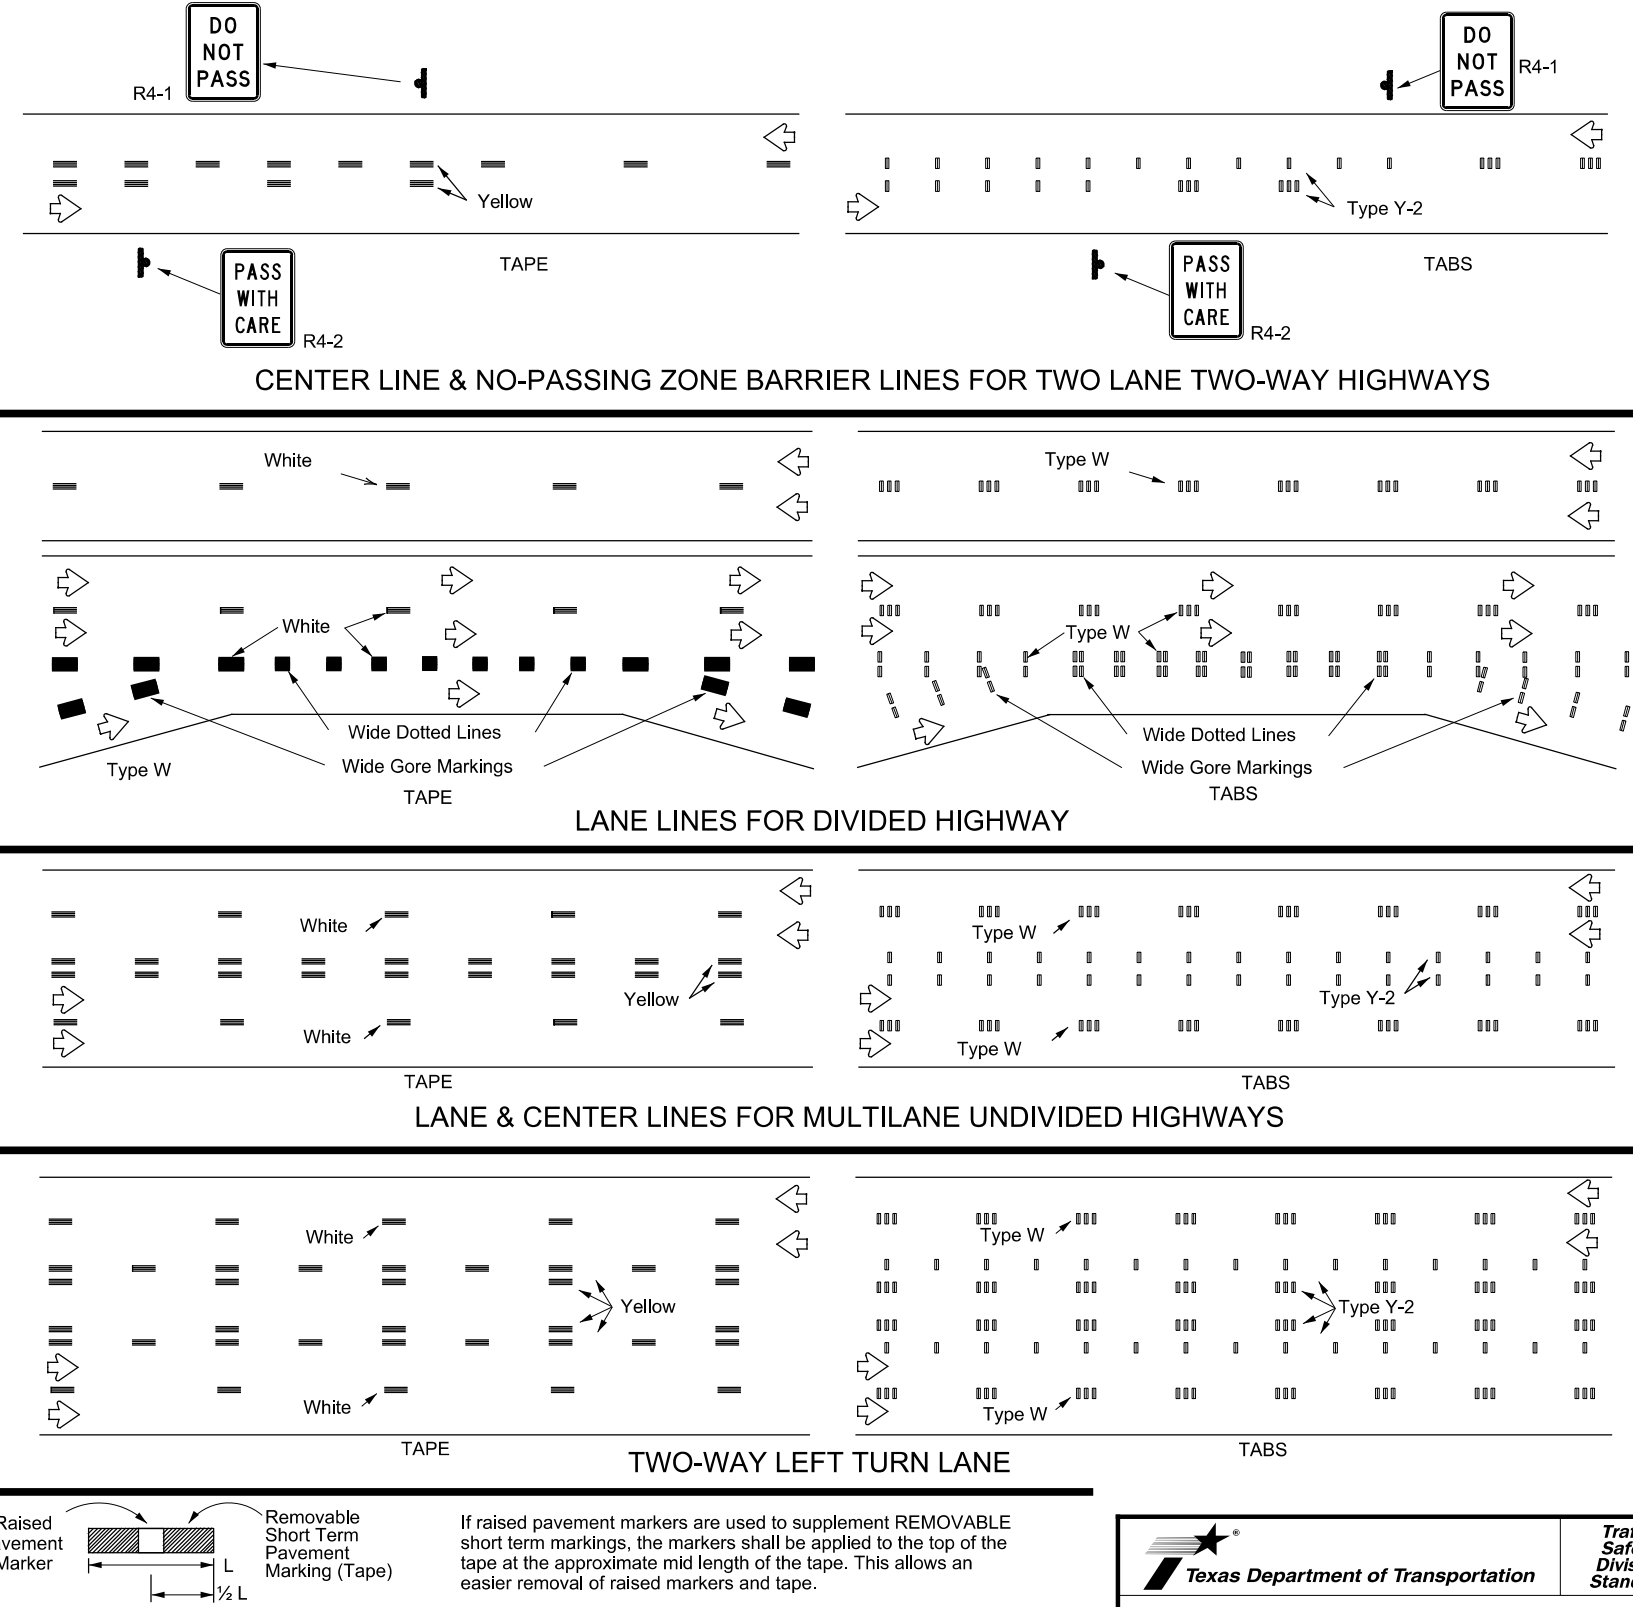 DO
NOT
PASS
R4-1
Yellow
PASS
WITH
CARE
R4-2
TAPE
DO
NOT
PASS
R4-1
Type Y-2
PASS
WITH
CARE
R4-2
TABS
CENTER LINE & NO-PASSING ZONE BARRIER LINES FOR TWO LANE TWO-WAY HIGHWAYS
White
White
Wide Dotted Lines
Wide Gore Markings
Type W
TAPE
Type W
Type W
Wide Dotted Lines
Wide Gore Markings
TABS
LANE LINES FOR DIVIDED HIGHWAY
White
Yellow
White
TAPE
Type W
Type Y-2
Type W
TABS
LANE & CENTER LINES FOR MULTILANE UNDIVIDED HIGHWAYS
White
Yellow
White
TAPE
Type W
Type Y-2
Type W
TABS
TWO-WAY LEFT TURN LANE
Raised
Marker
Removable
Short Term
Pavement
Marking (Tape)
L
½ L
If raised pavement markers are used to supplement REMOVABLE
short term markings, the markers shall be applied to the top of the
tape at the approximate mid length of the tape. This allows an
easier removal of raised markers and tape.
®
Texas Department of Transportation